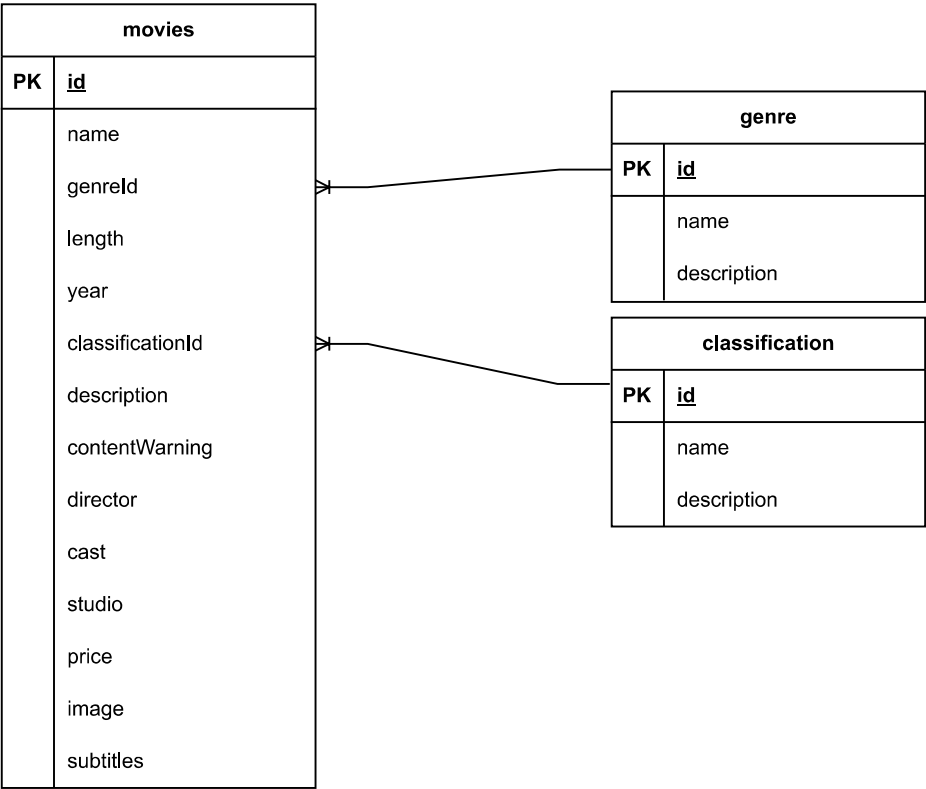 movies
PK id
name
genreId
length
year
classificationId
description
contentWarning
director
cast
studio
price
image
subtitles
genre
PK id
name
description
classification
PK id
name
description